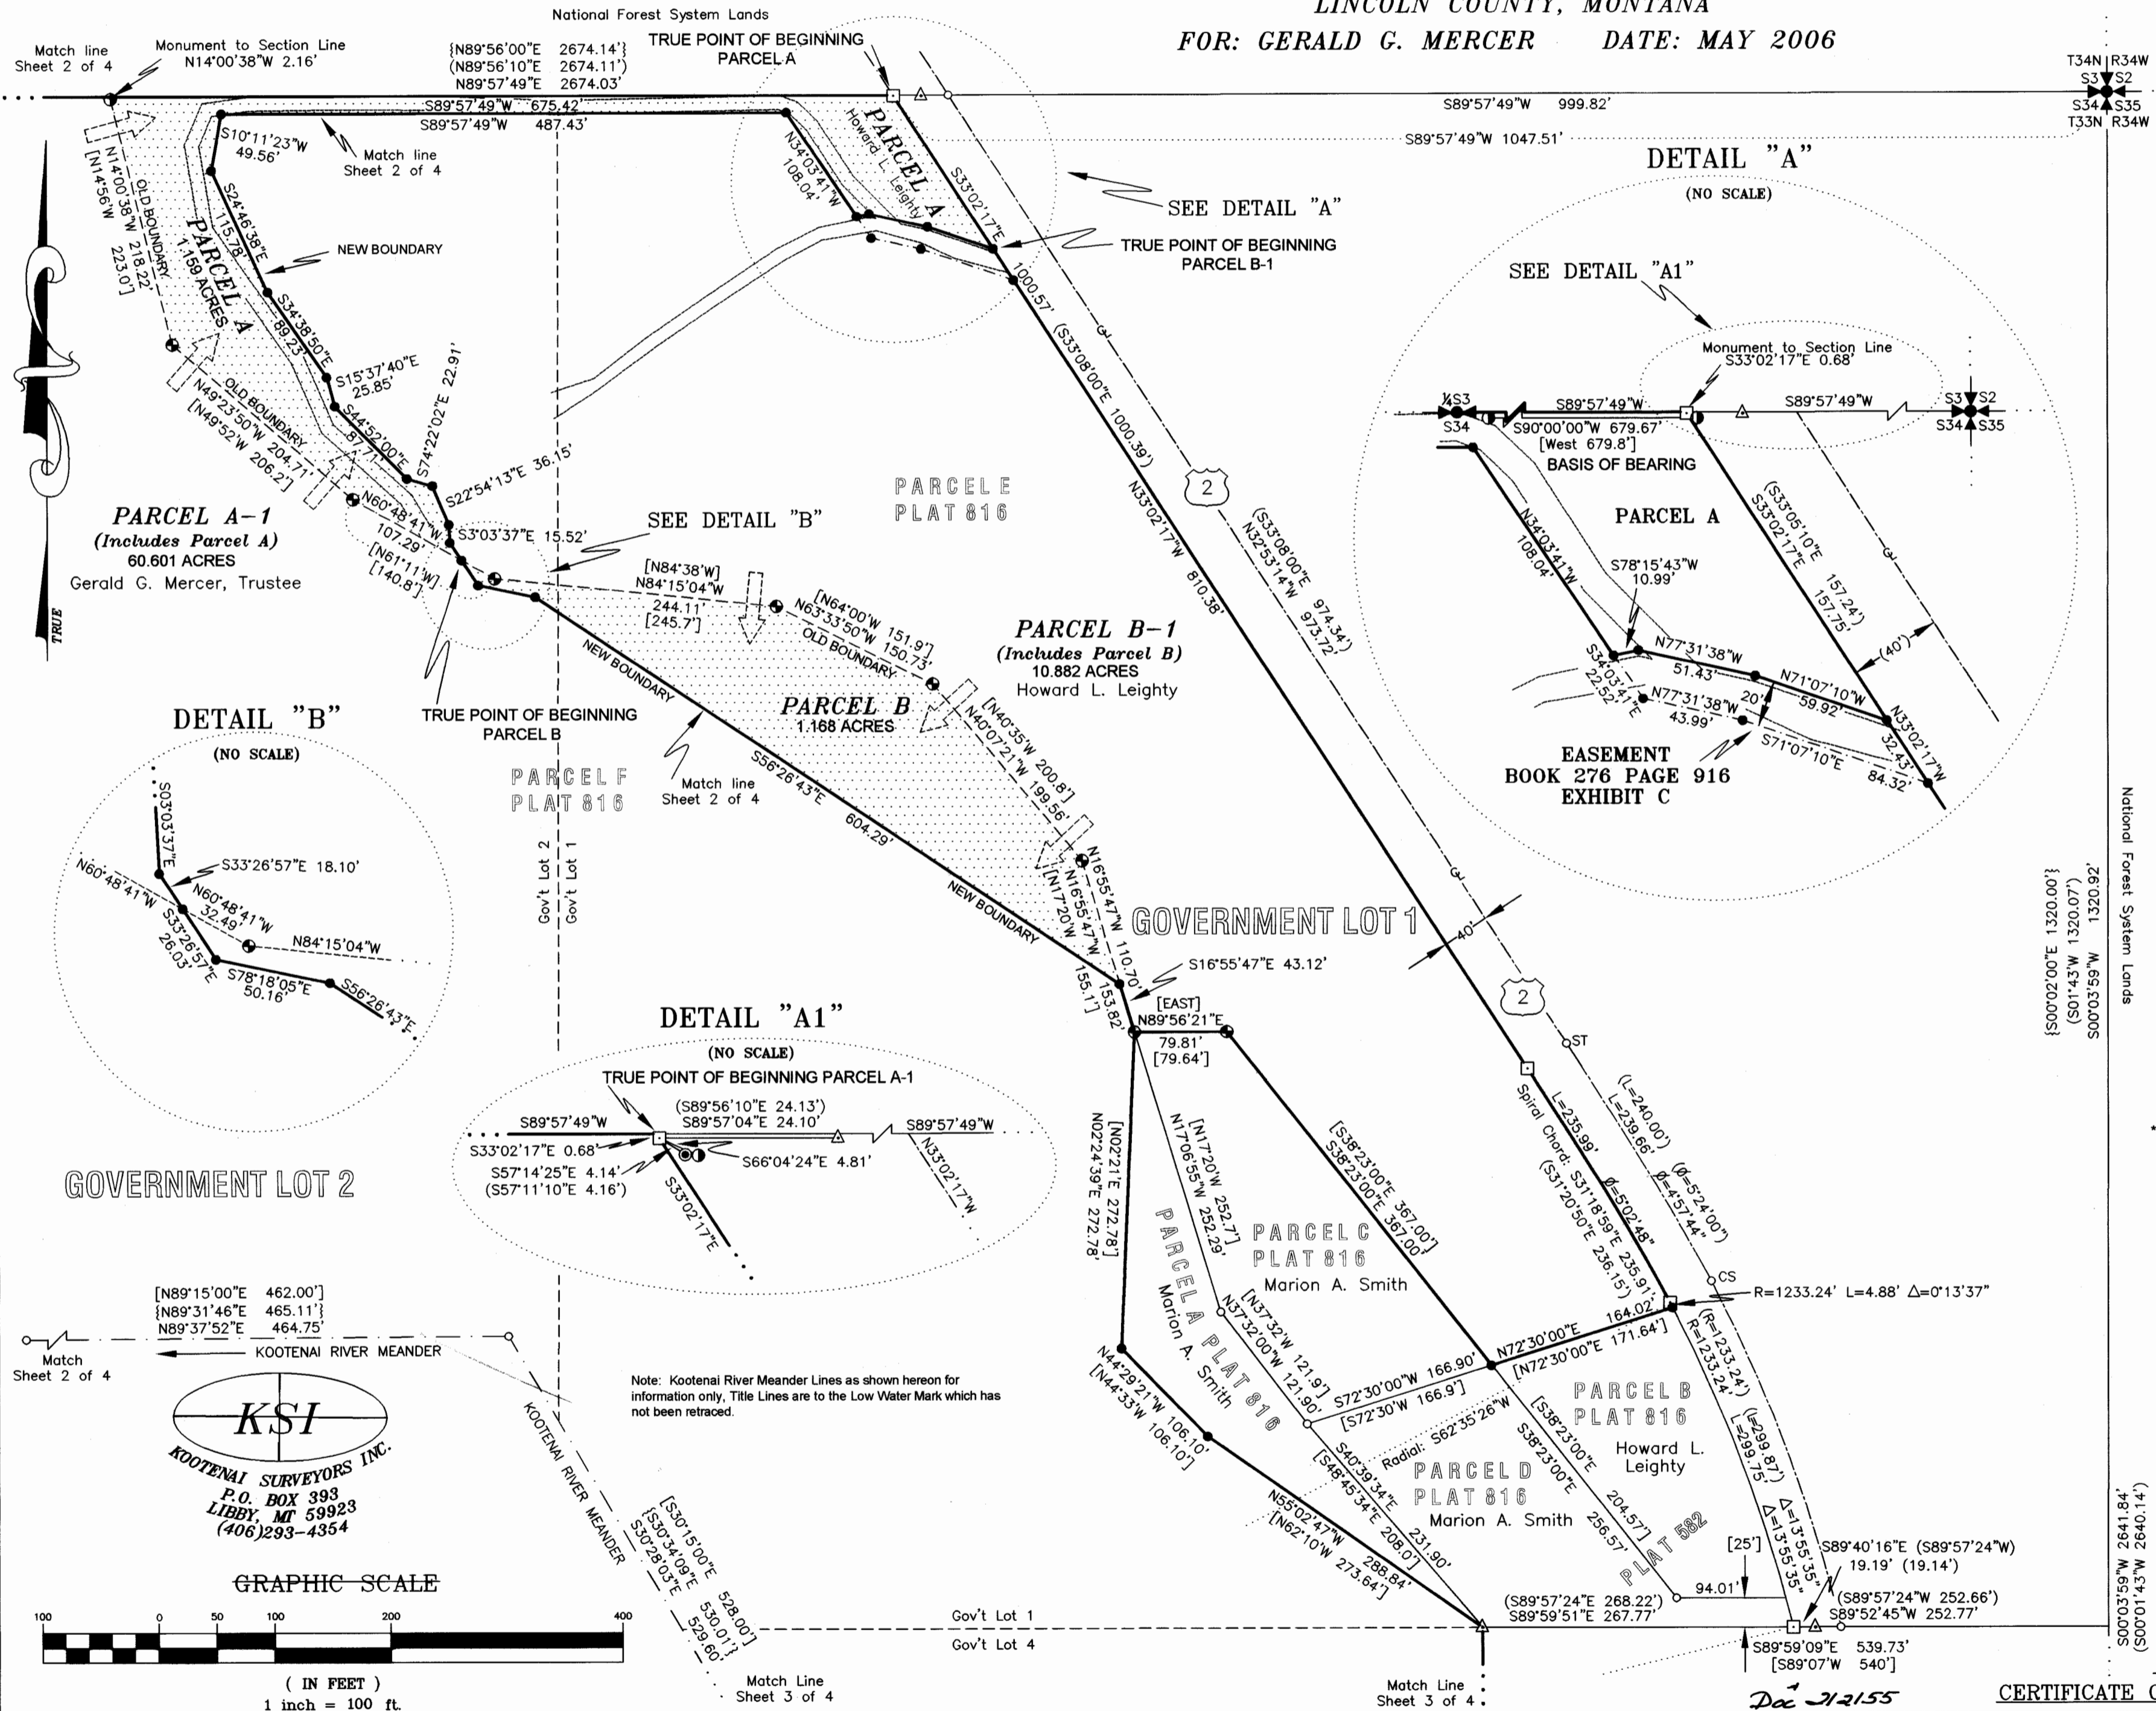 LINCOLN COUNTY, MONTANA
FOR: GERALD G. MERCER DATE: MAY 2006
National Forest System Lands
Match line
Sheet 2 of 4
Monument to Section Line
N14°00'38"W 2.16'
{N89°56'00"E 2674.14'}
(N89°56'10"E 2674.11')
N89°57'49"E 2674.03'
TRUE POINT OF BEGINNING
PARCEL A
S89°57'49"W 675.42'
S89°57'49"W 487.43'
S89°57'49"W 999.82'
S89°57'49"W 1047.51'
T34N R34W
S3 S2
S34 S35
T33N R34W
S10°11'23"W
49.56'
Match line
Sheet 2 of 4
N14°00'38"W 218.22'
[N14°56'W 223.0']
OLD BOUNDARY
PARCEL A
1.159 ACRES
S24°46'38"E
115.78'
NEW BOUNDARY
S34°38'50"E
89.23'
S15°37'40"E
25.85'
S44°52'00"E
87.71'
S74°22'02"E 22.91'
S22°54'13"E 36.15'
S3°03'37"E 15.52'
OLD BOUNDARY
N49°23'50"W 204.71'
[N49°52'W 206.2']
N60°48'41"W
107.29'
[N61°11'W]
[140.8']
N34°03'41"W
108.04'
PARCEL A
Howard L. Leighty
S33°02'17"E
1000.57'
(S33°08'00"E 1000.39')
SEE DETAIL "A"
TRUE POINT OF BEGINNING
PARCEL B-1
N33°02'17"W 810.38'
2
(S33°08'00"E 974.34')
N32°53'14"W 973.72'
DETAIL "A"
(NO SCALE)
SEE DETAIL "A1"
Monument to Section Line
S33°02'17"E 0.68'
¼S3
S34
S89°57'49"W
S89°57'49"W
S3 S2
S34 S35
S90°00'00"W 679.67'
[West 679.8']
BASIS OF BEARING
PARCEL A
N34°03'41"W
108.04'
S78°15'43"W
10.99'
(S33°05'10"E 157.24')
S33°02'17"E 157.75'
(40')
N77°31'38"W
51.43'
N71°07'10"W
59.92'
S34°03'41"E
22.52'
N77°31'38"W
43.99'
20'
S71°07'10"E
84.32'
N33°02'17"W
32.43'
EASEMENT
BOOK 276 PAGE 916
EXHIBIT C
TRUE
PARCEL A-1
(Includes Parcel A)
60.601 ACRES
Gerald G. Mercer, Trustee
PARCEL E
PLAT 816
SEE DETAIL "B"
[N84°38'W]
N84°15'04"W
244.11'
[245.7']
[N64°00'W 151.9']
N63°33'50"W 150.73'
OLD BOUNDARY
PARCEL B-1
(Includes Parcel B)
10.882 ACRES
Howard L. Leighty
NEW BOUNDARY
PARCEL B
1.168 ACRES
[N40°35'W 200.8']
N40°07'21"W 199.56'
TRUE POINT OF BEGINNING
PARCEL B
PARCEL F
PLAT 816
Match line
Sheet 2 of 4
S56°26'43"E
604.29'
NEW BOUNDARY
Gov't Lot 2
Gov't Lot 1
N16°55'47"W 110.70'
N16°55'47"W 153.82'
[N17°20'W 155.1']
GOVERNMENT LOT 1
S16°55'47"E 43.12'
[EAST]
N89°56'21"E
79.81'
[79.64']
40'
2
ST
National Forest System Lands
{S00°02'00"E 1320.00'}
(S01°43'W 1320.07')
S00°03'59"W 1320.92'
DETAIL "B"
(NO SCALE)
S03°03'37"E
S33°26'57"E 18.10'
N60°48'41"W
N60°48'41"W
32.49'
S33°26'57"E
26.03'
N84°15'04"W
S78°18'05"E
50.16'
S56°26'43"E
DETAIL "A1"
(NO SCALE)
TRUE POINT OF BEGINNING PARCEL A-1
(S89°56'10"E 24.13')
S89°57'04"E 24.10'
S89°57'49"W
S89°57'49"W
S33°02'17"E 0.68'
S57°14'25"E 4.14'
(S57°11'10"E 4.16')
S66°04'24"E 4.81'
S33°02'17"E
N33°02'17"W
GOVERNMENT LOT 2
[N02°21'E 272.78']
N02°24'39"E 272.78'
[N17°20'W 252.7']
N17°06'55"W 252.29'
PARCEL A PLAT 816
Marion A. Smith
PARCEL C
PLAT 816
Marion A. Smith
[S38°23'00"E 367.00']
S38°23'00"E 367.00'
L=235.99' Ø=5°02'48"
Spiral Chord: S31°18'59"E 235.91'
(S31°20'50"E 236.15')
(L=240.00') (Ø=5°24'00")
L=239.66' Ø=4°57'44"
CS
R=1233.24' L=4.88' Δ=0°13'37"
[N37°32'W 121.9']
N37°32'00"W 121.90'
S72°30'00"W 166.90'
[S72°30'W 166.9']
N72°30'00"E 164.02'
[N72°30'00"E 171.64']
Radial: S62°35'26"W
N44°29'21"W 106.10'
[N44°33'W 106.10']
S40°39'34"E 231.90'
[S48°45'34"E 208.0']
PARCEL D
PLAT 816
Marion A. Smith
PARCEL B
PLAT 816
Howard L.
Leighty
[S38°23'00"E 204.57']
S38°23'00"E 256.57'
PLAT 582
(R=1233.24') (L=299.87') Δ=13°55'35"
R=1233.24' L=299.75' Δ=13°55'35"
N55°02'47"W 288.84'
[N62°10'W 273.64']
[25']
94.01'
(S89°57'24"E 268.22')
S89°59'51"E 267.77'
S89°40'16"E (S89°57'24"W)
19.19' (19.14')
(S89°57'24"W 252.66')
S89°52'45"W 252.77'
S89°59'09"E 539.73'
[S89°07'W 540']
S00°03'59"W 2641.84'
(S00°01'43"W 2640.14')
[N89°15'00"E 462.00']
{N89°31'46"E 465.11'}
N89°37'52"E 464.75'
KOOTENAI RIVER MEANDER
Match
Sheet 2 of 4
KSI
KOOTENAI SURVEYORS INC.
P.O. BOX 393
LIBBY, MT 59923
(406)293-4354
Note: Kootenai River Meander Lines as shown hereon for
information only, Title Lines are to the Low Water Mark which has
not been retraced.
KOOTENAI RIVER MEANDER
[S30°15'00"E 528.00']
{S30°34'09"E 530.01'}
S30°28'03"E 529.60'
Gov't Lot 1
Gov't Lot 4
Match Line
Sheet 3 of 4
Match Line
Sheet 3 of 4
GRAPHIC SCALE
100 0 50 100 200 400
( IN FEET )
1 inch = 100 ft.
Doc 212155
CERTIFICATE